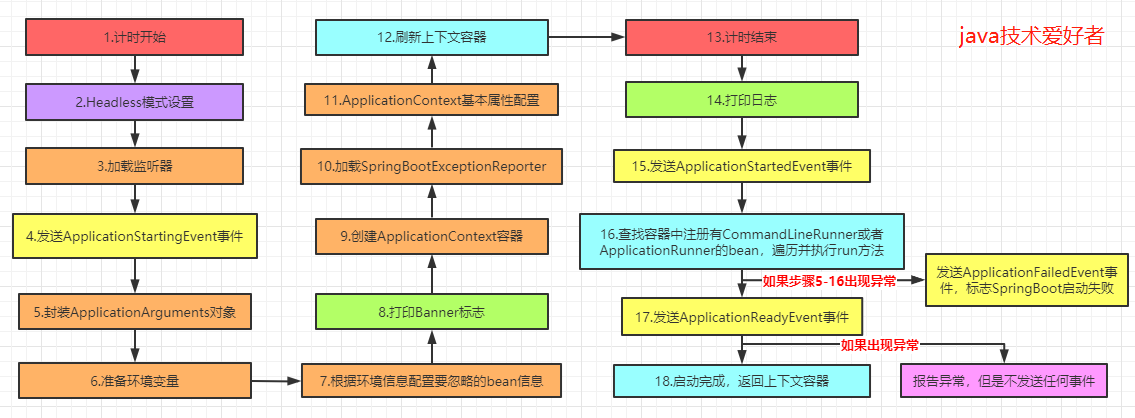 java技术爱好者
1.计时开始
2.Headless模式设置
3.加载监听器
4.发送ApplicationStartingEvent事件
5.封装ApplicationArguments对象
6.准备环境变量
7.根据环境信息配置要忽略的bean信息
8.打印Banner标志
9.创建ApplicationContext容器
10.加载SpringBootExceptionReporter
11.ApplicationContext基本属性配置
12.刷新上下文容器
13.计时结束
14.打印日志
15.发送ApplicationStartedEvent事件
16.查找容器中注册有CommandLineRunner或者
ApplicationRunner的bean，遍历并执行run方法
如果步骤5-16出现异常
发送ApplicationFailedEvent事
件，标志SpringBoot启动失败
17.发送ApplicationReadyEvent事件
如果出现异常
报告异常，但是不发送任何事件
18.启动完成，返回上下文容器